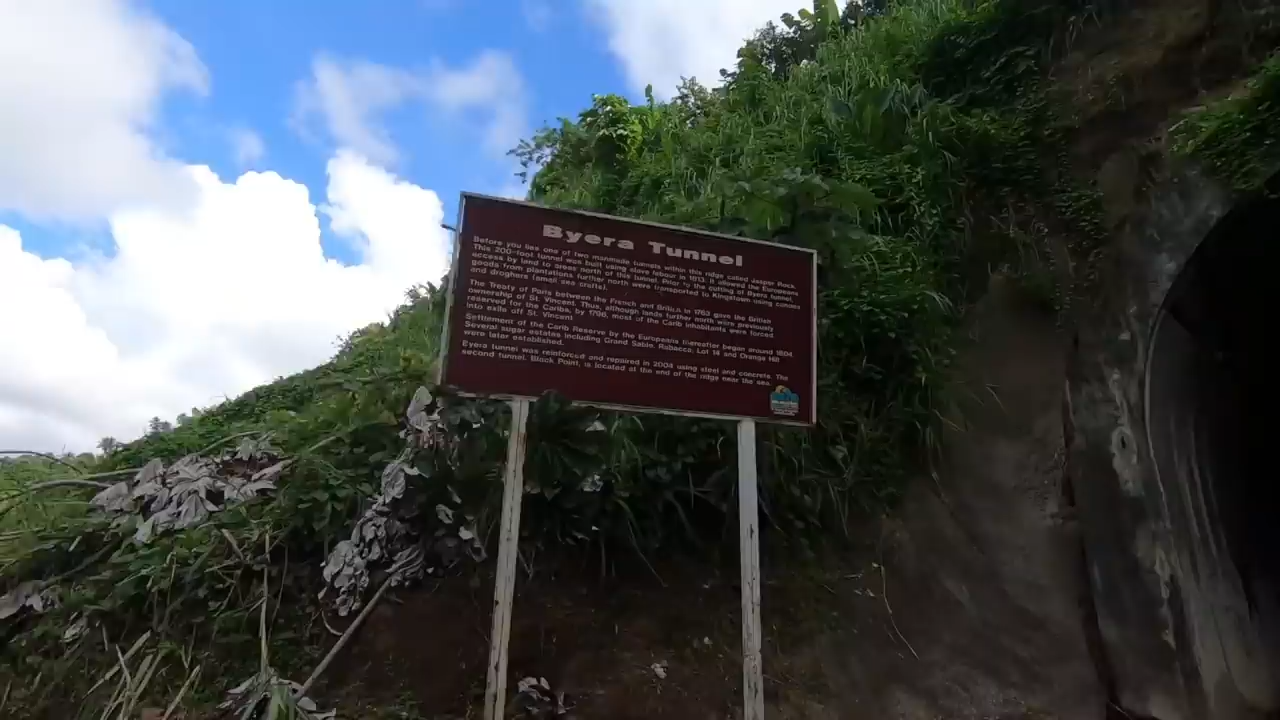 Byera Tunnel
Before you lies one of two manmade tunnels within this ridge called Jasper Rock.
This 200-foot tunnel was built using slave labour in 1813. It allowed the Europeans
access by land to areas north of this tunnel. Prior to the cutting of Byera tunnel,
goods from plantations further north were transported to Kingstown using canoes
and droghers (small sea crafts).
The Treaty of Paris between the French and British in 1763 gave the British
ownership of St. Vincent. Thus, although lands further north were previously
reserved for the Caribs, by 1796, most of the Carib inhabitants were forced
into exile off St. Vincent.
Settlement of the Carib Reserve by the Europeans thereafter began around 1804.
Several sugar estates including Grand Sable, Rabacca, Lot 14 and Orange Hill
were later established.
Byera tunnel was reinforced and repaired in 2004 using steel and concrete. The
second tunnel, Black Point, is located at the end of the ridge near the sea.